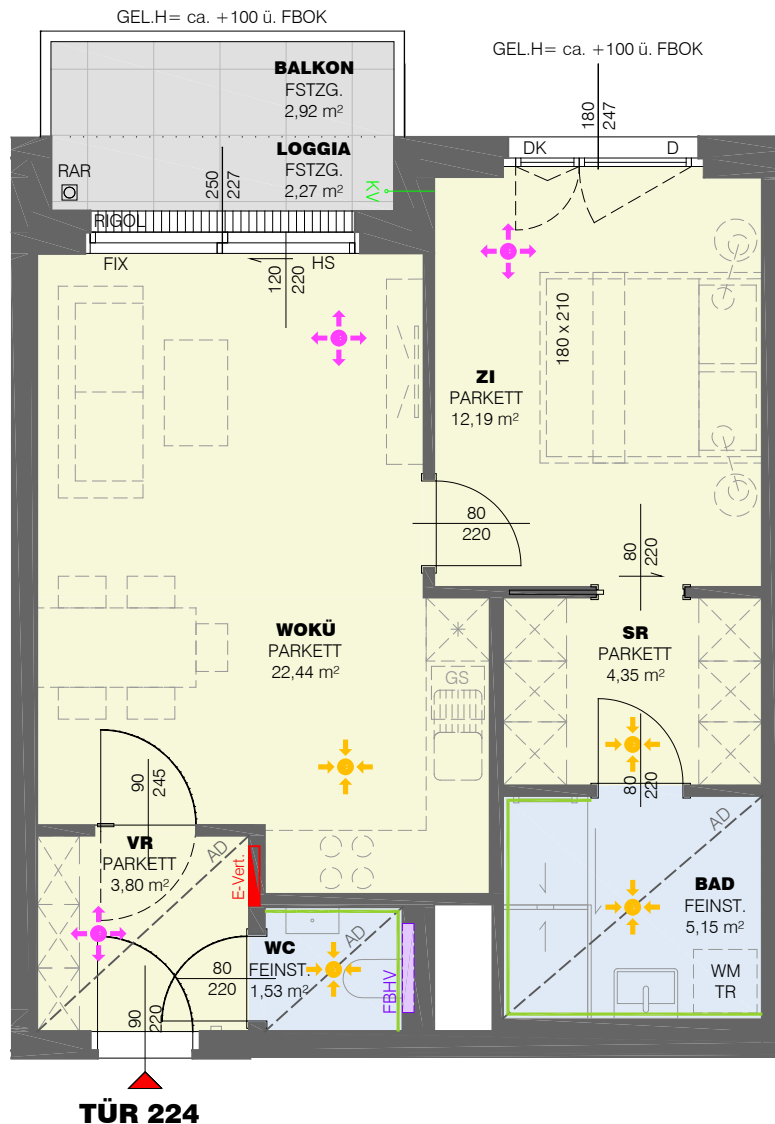 GEL.H= ca. +100 ü. FBOK
GEL.H= ca. +100 ü. FBOK
BALKON
FSTZG.
2,92 m²
LOGGIA
FSTZG.
2,27 m²
RAR
250
227
KV
RIGOL
FIX
HS
120
220
180
247
DK
D
180 x 210
ZI
PARKETT
12,19 m²
80
220
80
220
WOKÜ
PARKETT
22,44 m²
GS
SR
PARKETT
4,35 m²
80
220
90
245
VR
PARKETT
3,80 m²
AD
E-Vert.
AD
BAD
FEINST.
5,15 m²
WM
TR
WC
FEINST.
1,53 m²
AD
80
220
FBHV
90
220
TÜR 224